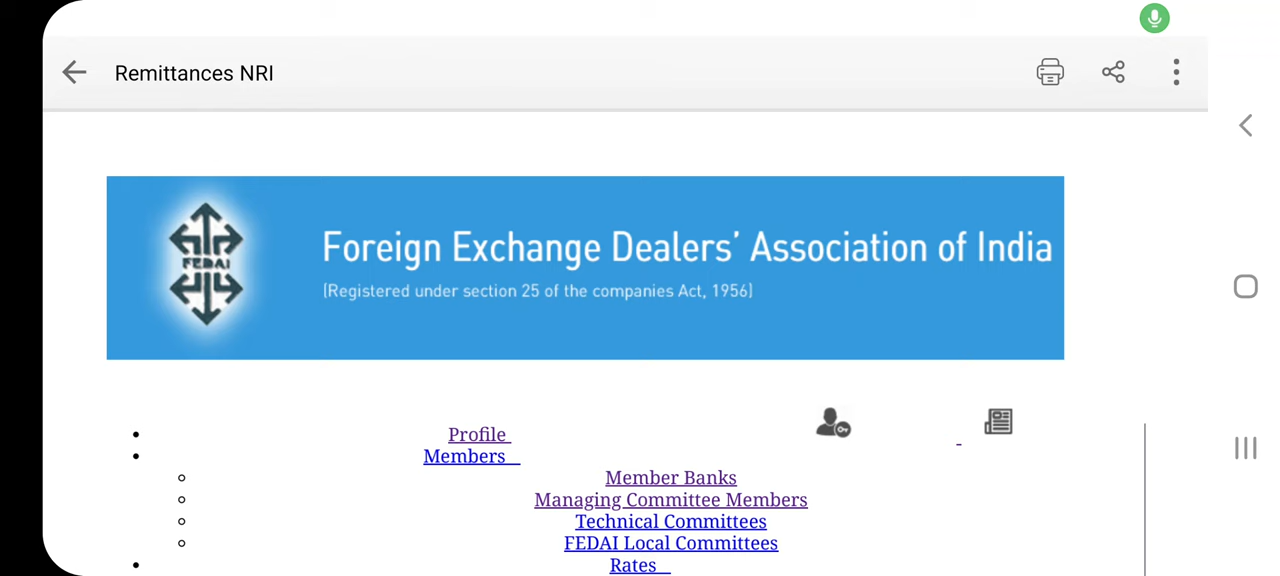 Remittances NRI
FEDAI
Foreign Exchange Dealers' Association of India
(Registered under section 25 of the companies Act, 1956)
Profile
Members
Member Banks
Managing Committee Members
Technical Committees
FEDAI Local Committees
Rates